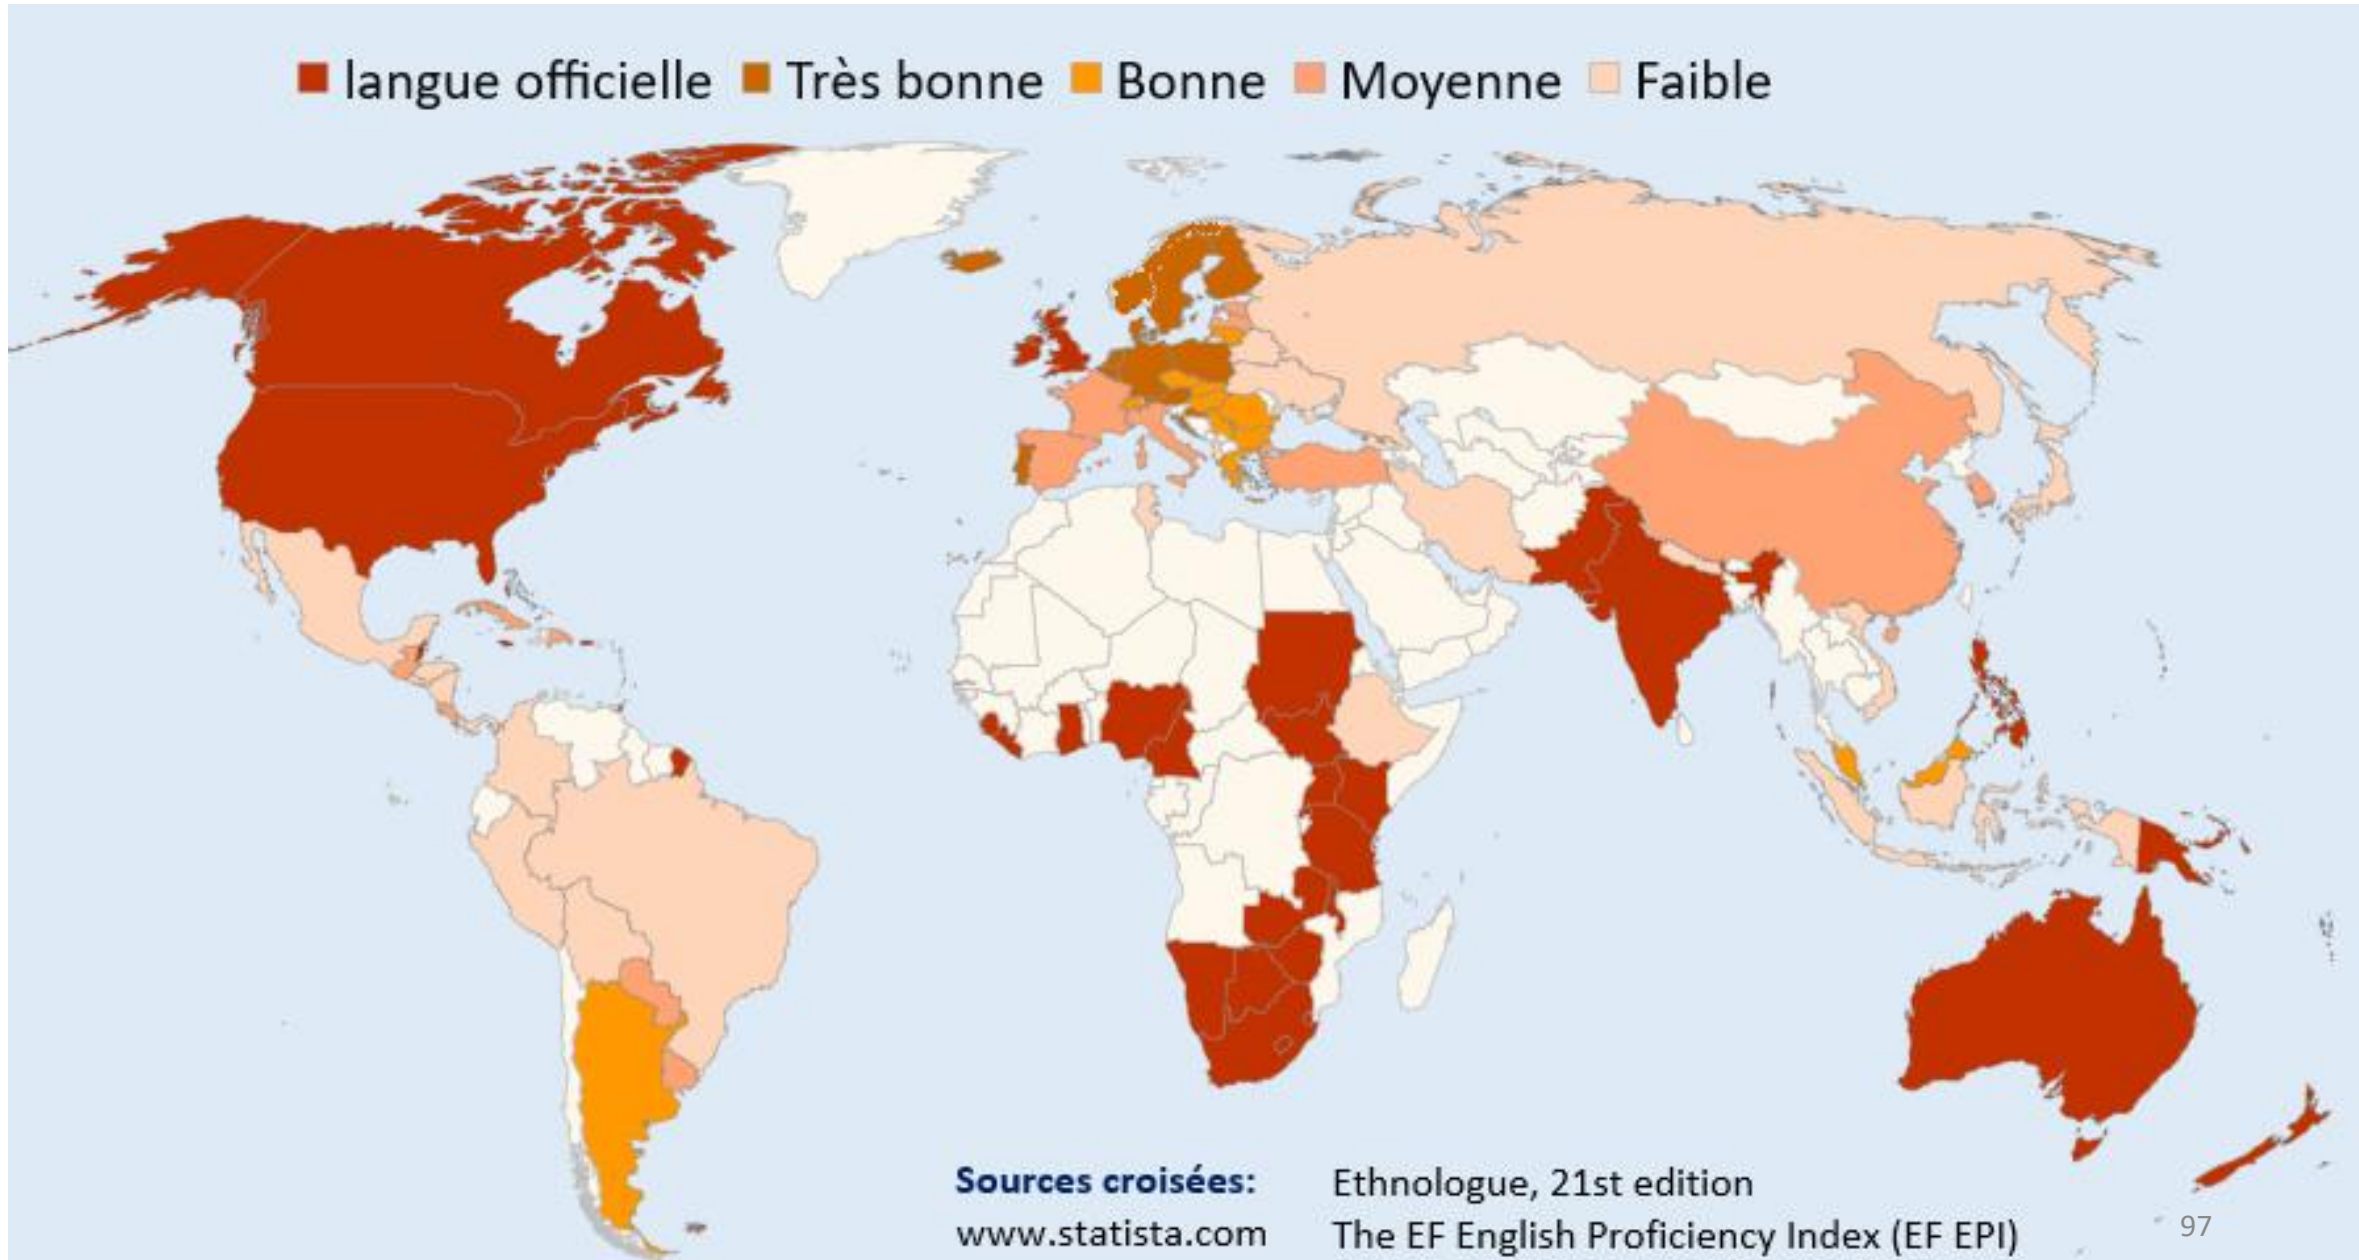 langue officielle Très bonne Bonne Moyenne Faible
Sources croisées: Ethnologue, 21st edition
www.statista.com The EF English Proficiency Index (EF EPI) 97